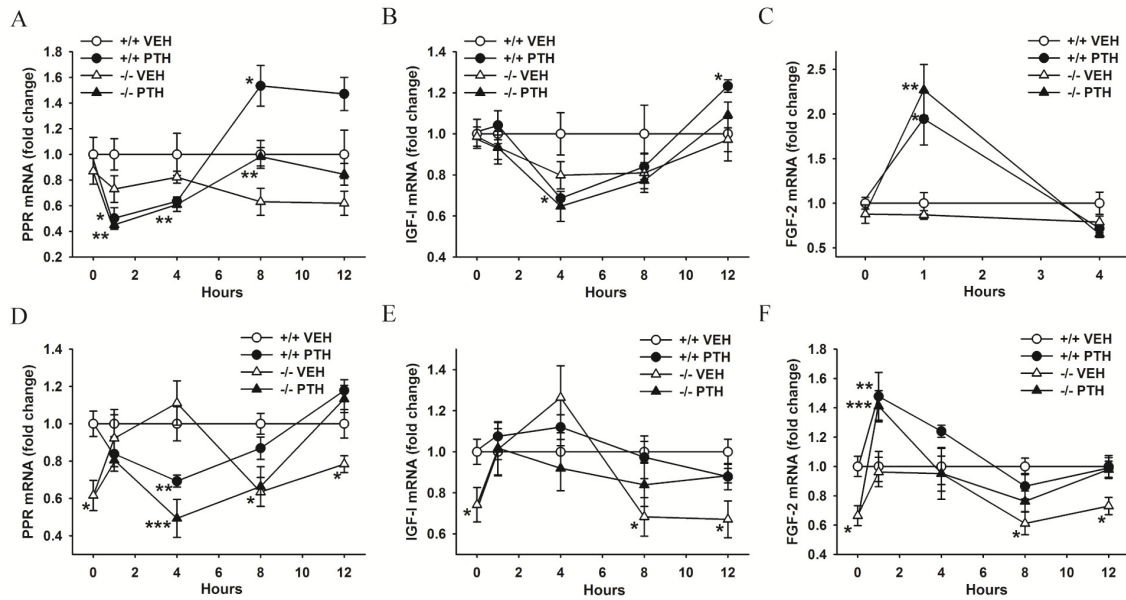 A
+/+ VEH
+/+ PTH
-/- VEH
-/- PTH
PPR mRNA (fold change)
1.8
1.6
1.4
1.2
1.0
0.8
0.6
0.4
0.2
*
**
**
*
**
0 2 4 6 8 10 12
Hours
B
+/+ VEH
+/+ PTH
-/- VEH
-/- PTH
IGF-I mRNA (fold change)
1.4
1.2
1.0
0.8
0.6
0.4
*
*
0 2 4 6 8 10 12
Hours
C
+/+ VEH
+/+ PTH
-/- VEH
-/- PTH
FGF-2 mRNA (fold change)
2.5
2.0
1.5
1.0
0.5
**
*
0 1 2 3 4
Hours
D
+/+ VEH
+/+ PTH
-/- VEH
-/- PTH
PPR mRNA (fold change)
1.4
1.2
1.0
0.8
0.6
0.4
*
**
***
*
*
0 2 4 6 8 10 12
Hours
E
+/+ VEH
+/+ PTH
-/- VEH
-/- PTH
IGF-I mRNA (fold change)
1.4
1.2
1.0
0.8
0.6
*
*
*
0 2 4 6 8 10 12
Hours
F
+/+ VEH
+/+ PTH
-/- VEH
-/- PTH
FGF-2 mRNA (fold change)
1.8
1.6
1.4
1.2
1.0
0.8
0.6
0.4
**
***
*
*
*
0 2 4 6 8 10 12
Hours